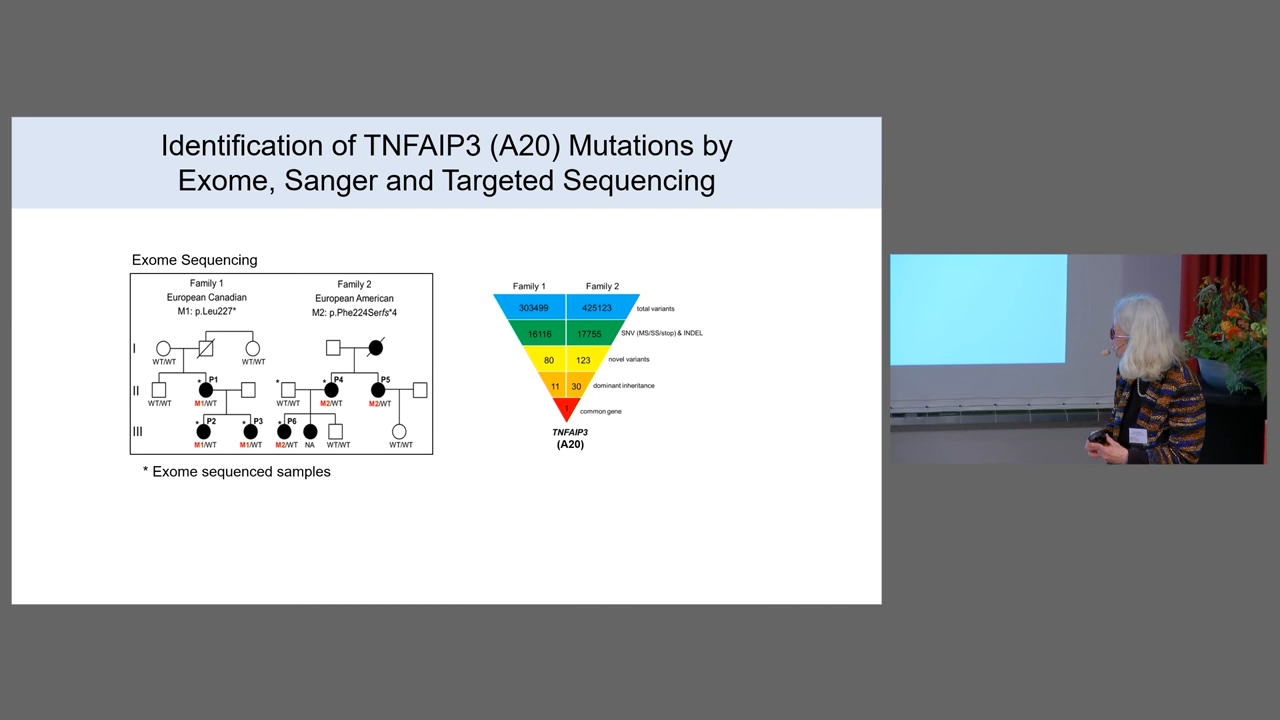 Identification of TNFAIP3 (A20) Mutations by
Exome, Sanger and Targeted Sequencing
Exome Sequencing
Family 1
European Canadian
M1: p.Leu227*
Family 2
European American
M2: p.Phe224Serfs*4
I
WT/WT
WT/WT
II
* P1
* * P4
P5
WT/WT
M1/WT
WT/WT
M2/WT
M2/WT
III
* P2
* P3
* P6
M1/WT
M1/WT
M2/WT
NA
WT/WT
WT/WT
* Exome sequenced samples
Family 1 Family 2
303499 425123 total variants
16116 17755 SNV (MS/SS/stop) & INDEL
80 123 novel variants
11 30 dominant inheritance
1 common gene
TNFAIP3
(A20)